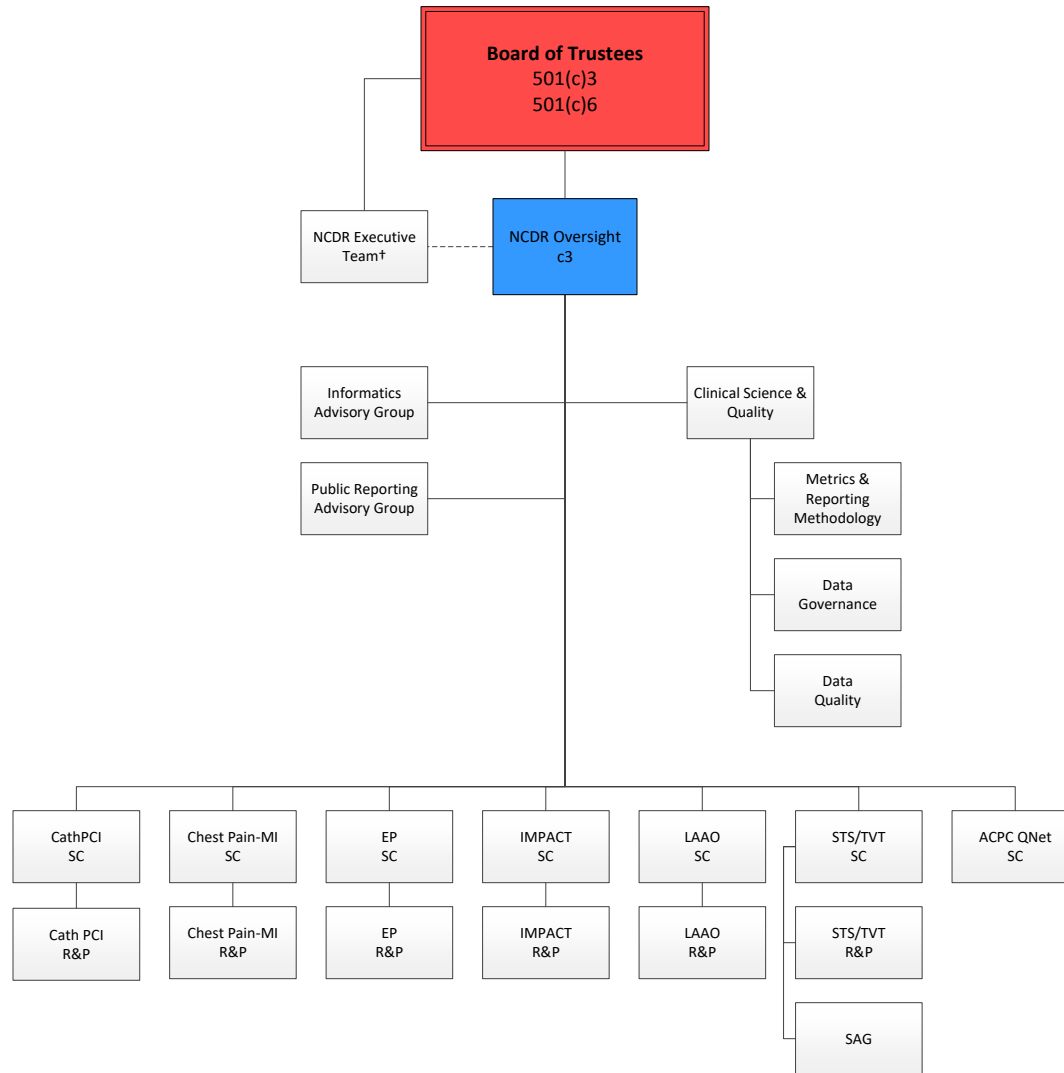 Board of Trustees
501(c)3
501(c)6
NCDR Executive
Team†
NCDR Oversight
c3
Informatics
Advisory Group
Clinical Science &
Quality
Public Reporting
Advisory Group
Metrics &
Reporting
Methodology
Data
Governance
Data
Quality
CathPCI
SC
Chest Pain-MI
SC
EP
SC
IMPACT
SC
LAAO
SC
STS/TVT
SC
ACPC QNet
SC
Cath PCI
R&P
Chest Pain-MI
R&P
EP
R&P
IMPACT
R&P
LAAO
R&P
STS/TVT
R&P
SAG